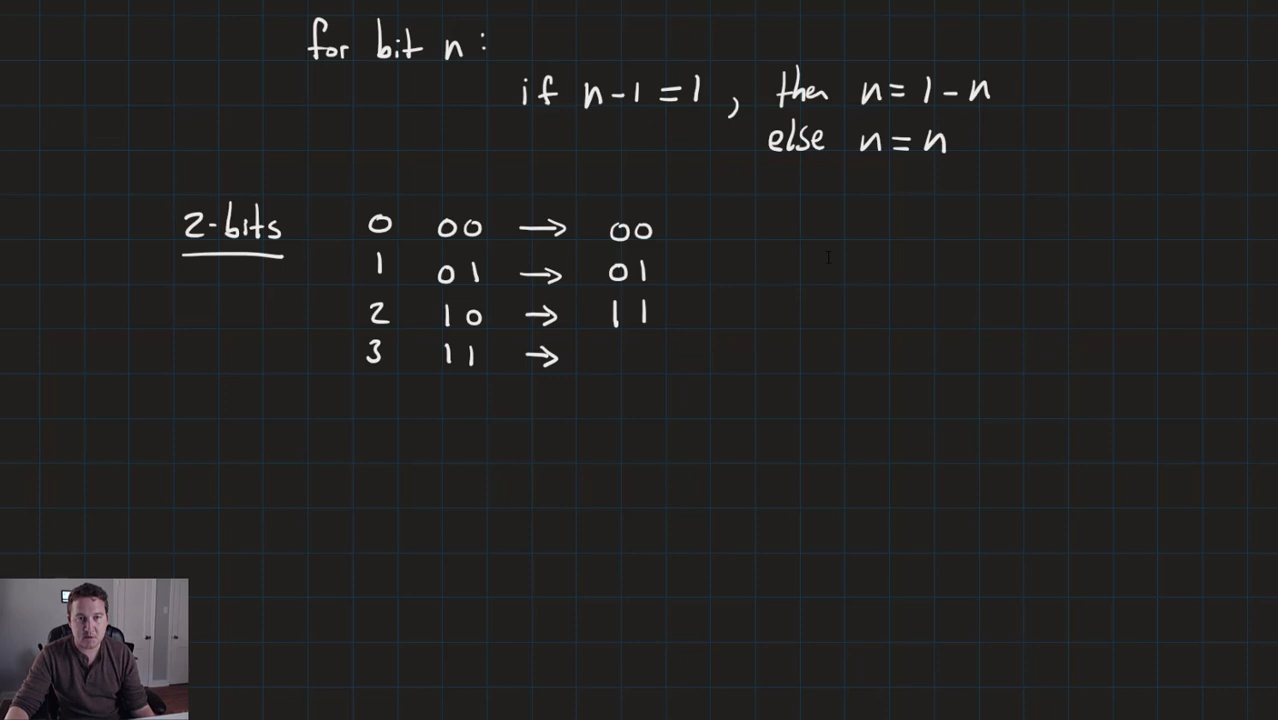 for bit n:
if n-1=1, then n=1-n
else n=n
2-bits 0 00 → 00
1 01 → 01
2 10 → 11
3 11 →